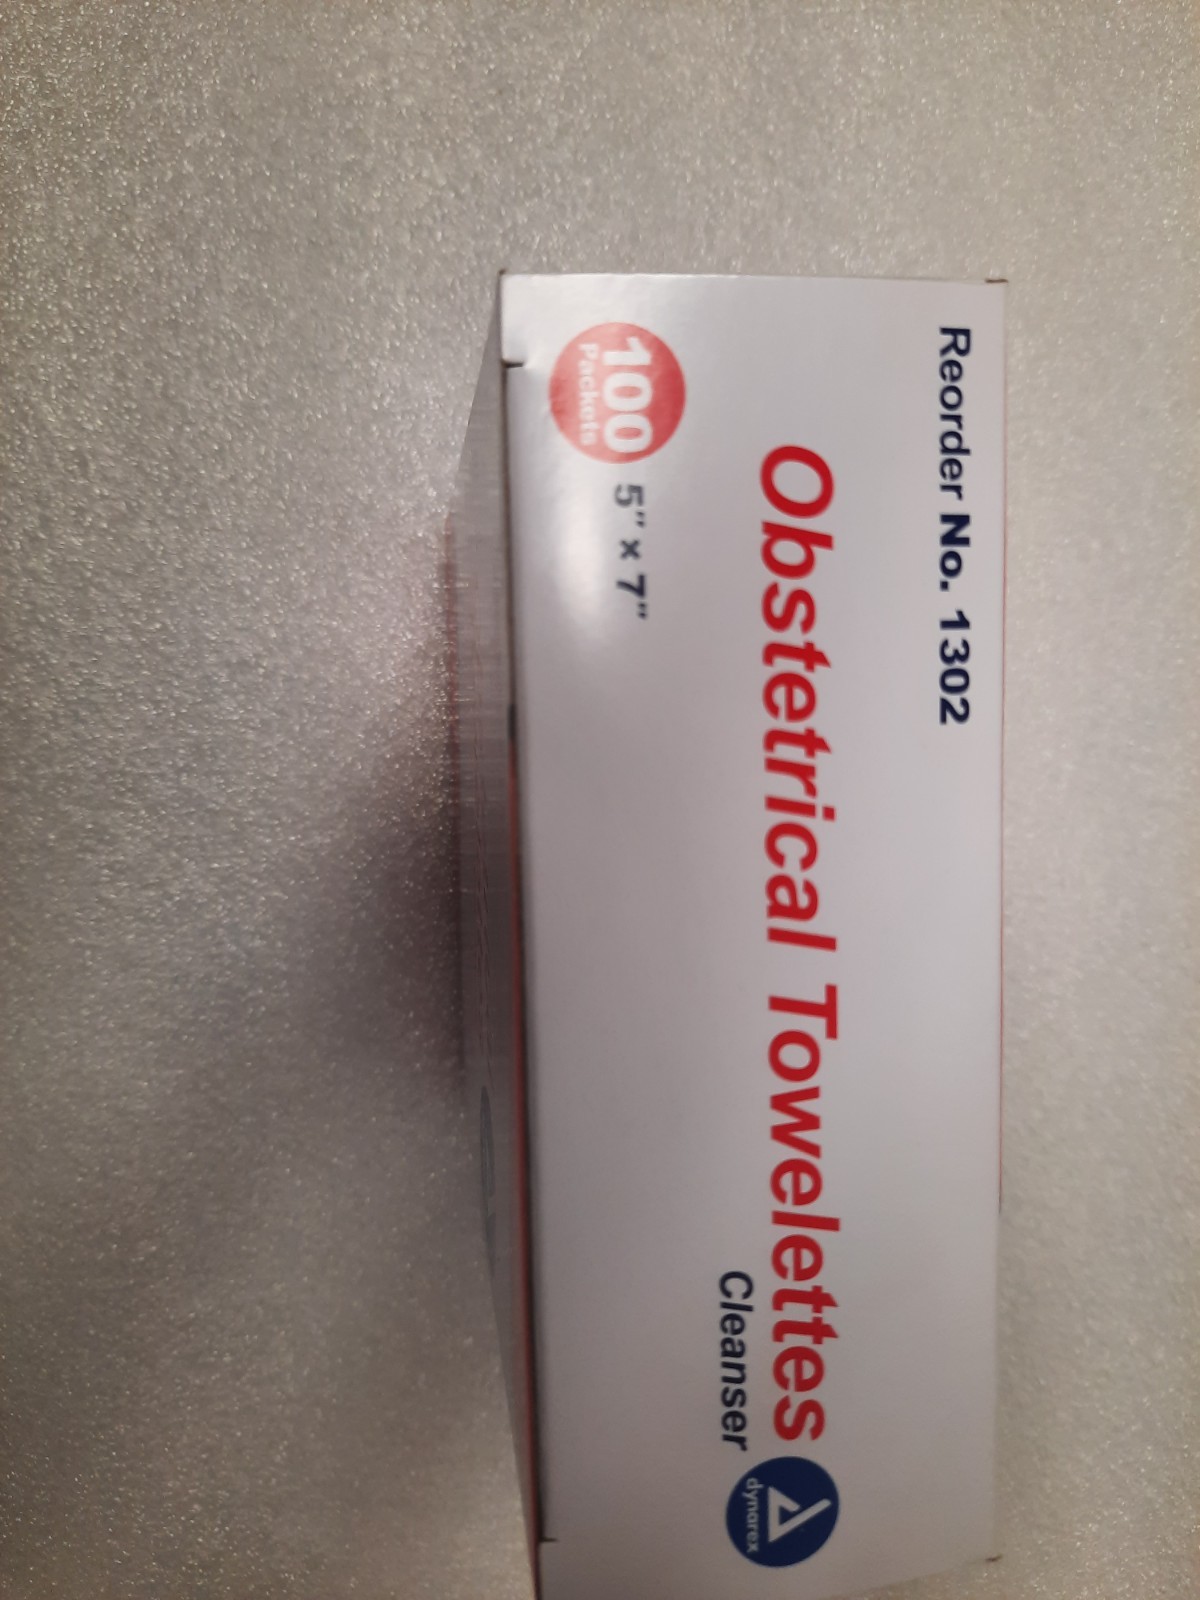 Reorder No. 1302
Obstetrical Towelettes
Cleanser
dynarex
100
Packets
5" x 7"